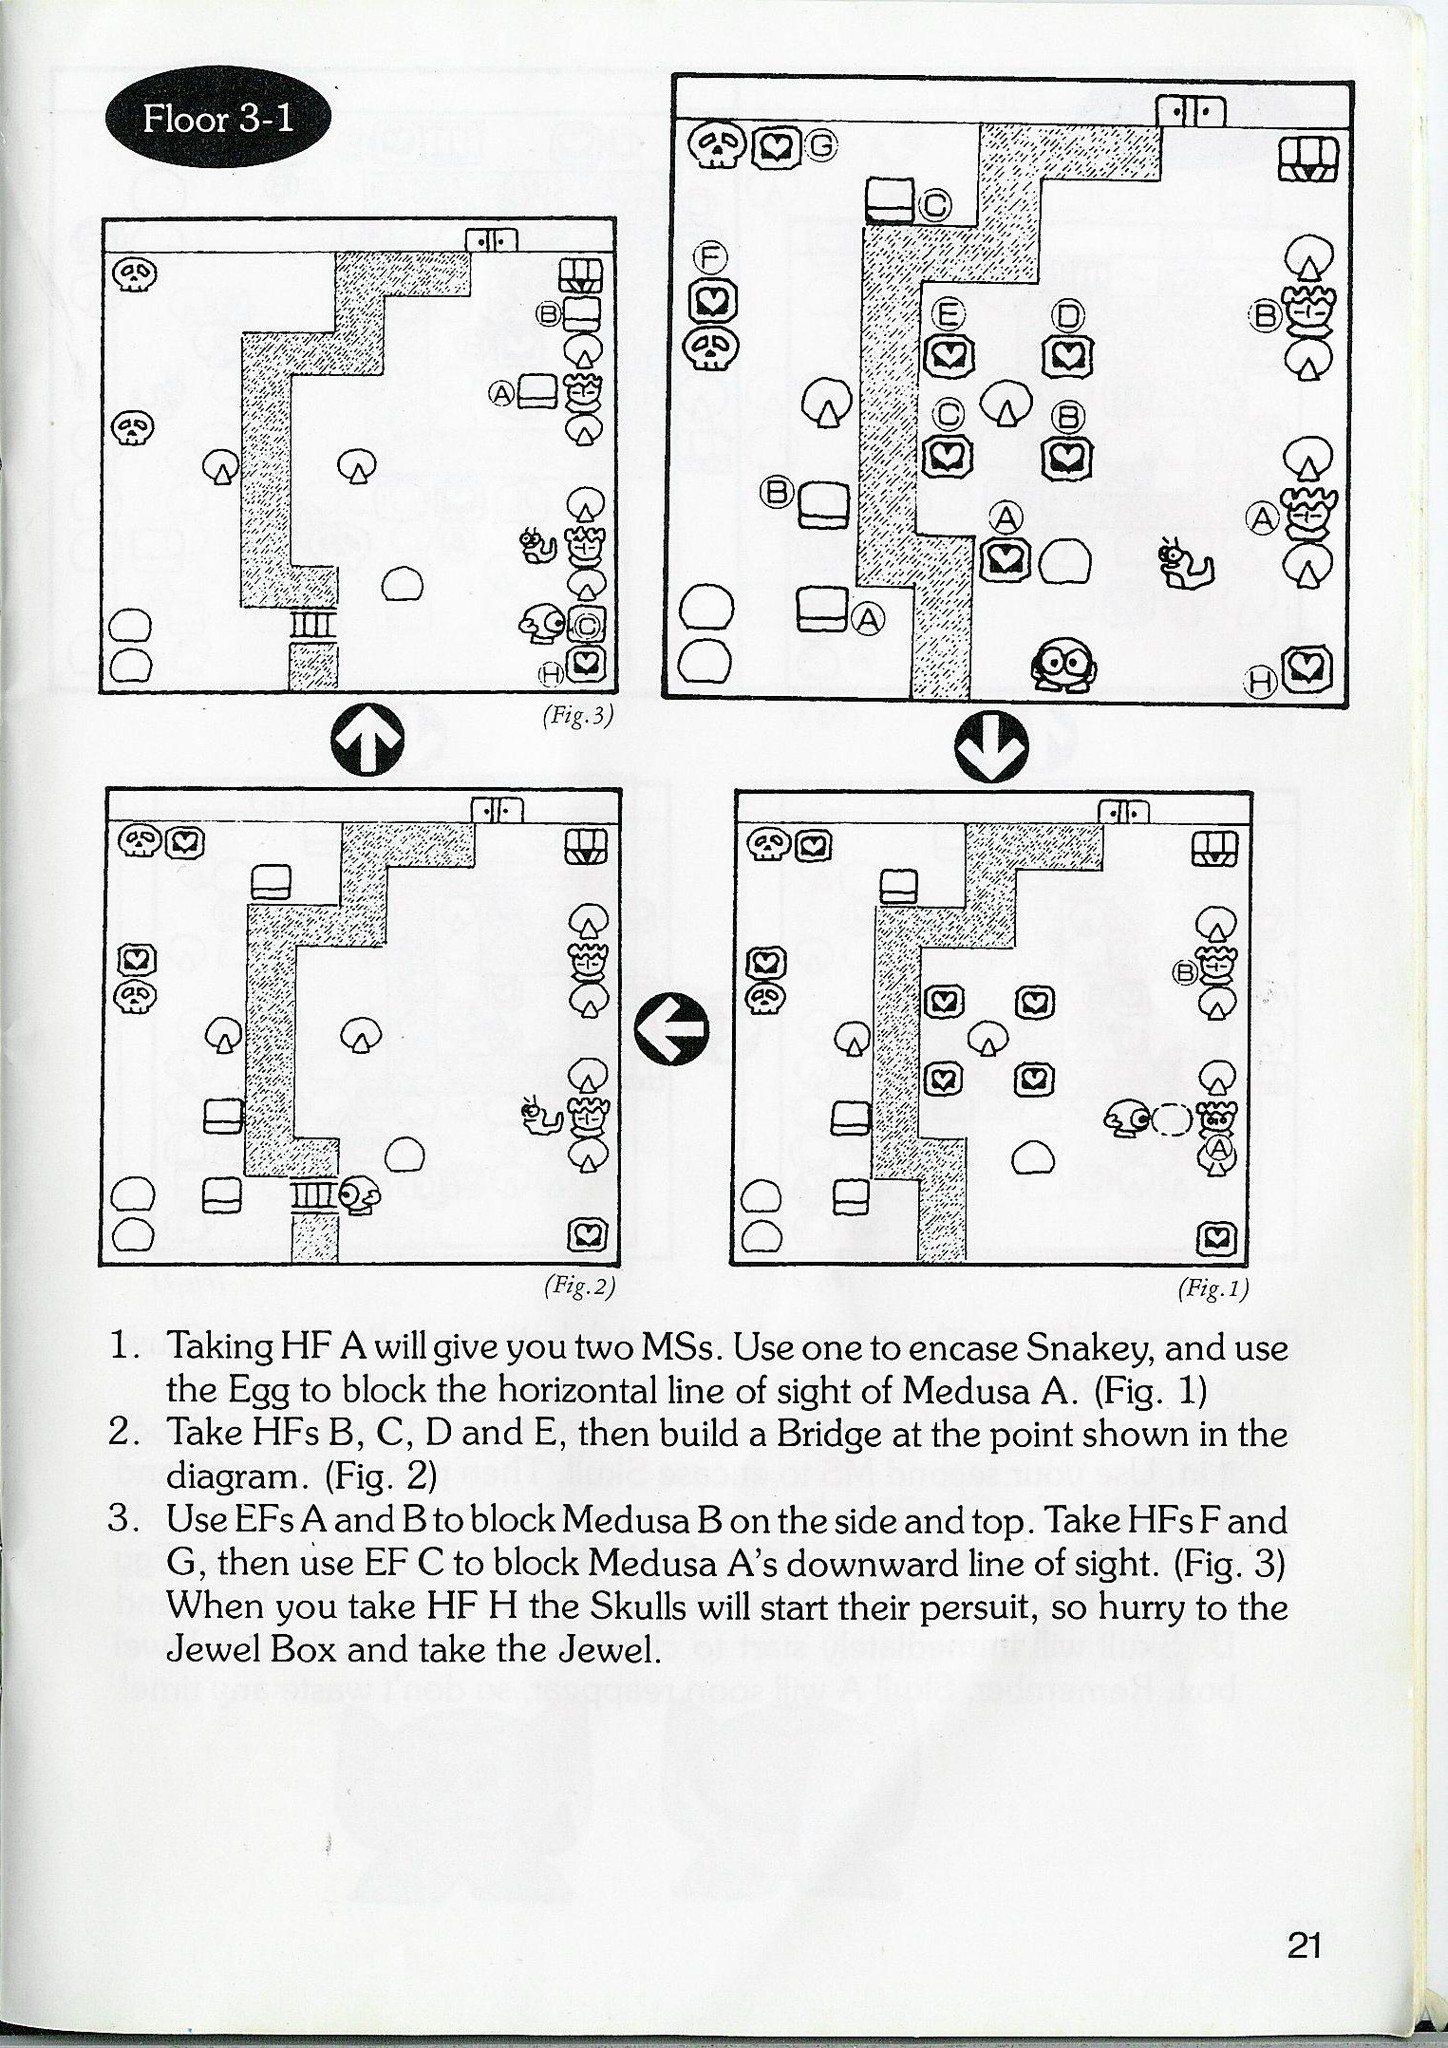 Floor 3-1
G
C
F
E
D
B
C
B
B
A
A
A
H
B
A
C
H
(Fig.3)
B
A
(Fig.2)
(Fig.1)
1. Taking HF A will give you two MSs. Use one to encase Snakey, and use
the Egg to block the horizontal line of sight of Medusa A. (Fig. 1)
2. Take HFs B, C, D and E, then build a Bridge at the point shown in the
diagram. (Fig. 2)
3. Use EFs A and B to block Medusa B on the side and top. Take HFs F and
G, then use EF C to block Medusa A's downward line of sight. (Fig. 3)
When you take HF H the Skulls will start their persuit, so hurry to the
Jewel Box and take the Jewel.
21